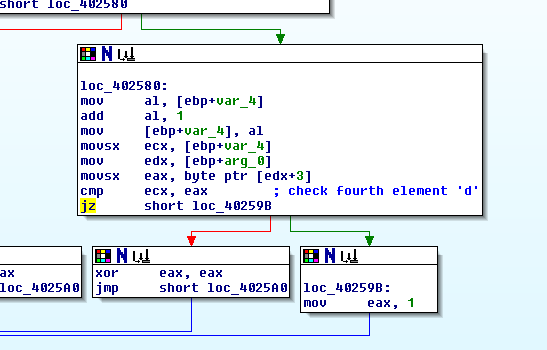 short loc_402580
loc_402580:
mov al, [ebp+var_4]
add al, 1
mov [ebp+var_4], al
movsx ecx, [ebp+var_4]
mov edx, [ebp+arg_0]
movsx eax, byte ptr [edx+3]
cmp ecx, eax ; check fourth element 'd'
jz short loc_40259B
ax
loc_4025A0
xor eax, eax
jmp short loc_4025A0
loc_40259B:
mov eax, 1